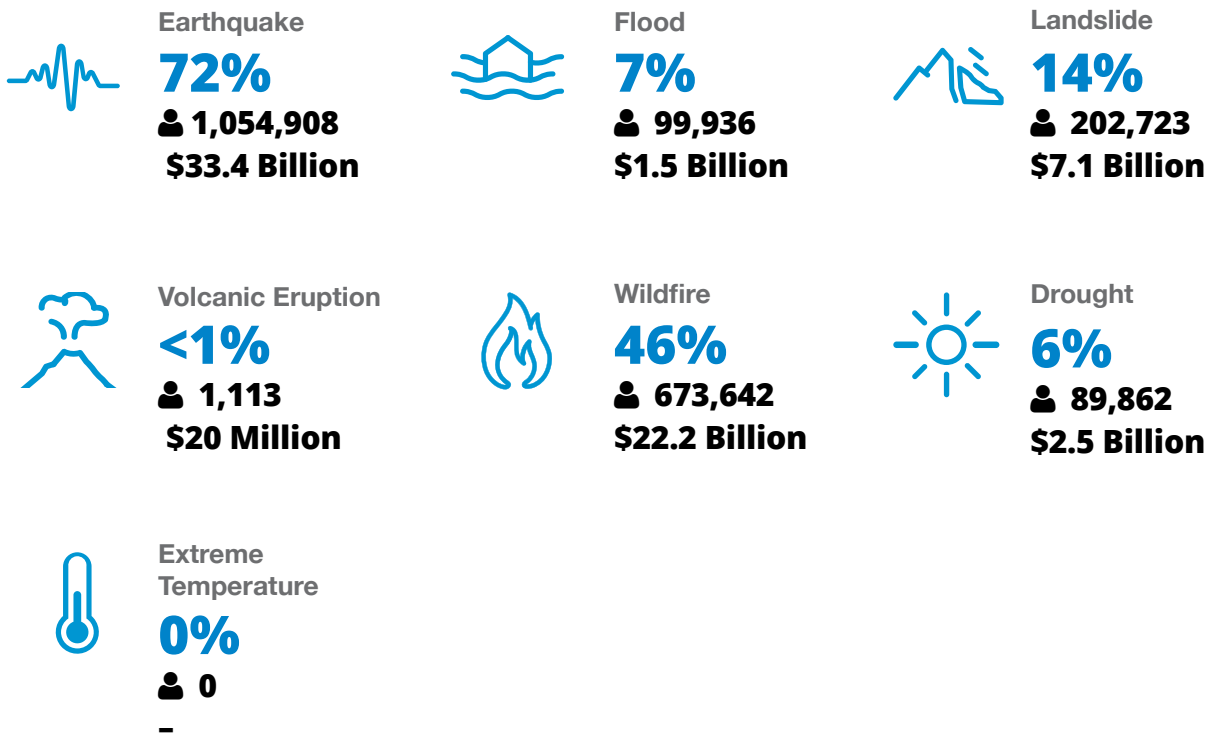 Earthquake
72%
1,054,908
$33.4 Billion
Flood
7%
99,936
$1.5 Billion
Landslide
14%
202,723
$7.1 Billion
Volcanic Eruption
<1%
1,113
$20 Million
Wildfire
46%
673,642
$22.2 Billion
Drought
6%
89,862
$2.5 Billion
Extreme
Temperature
0%
0
–